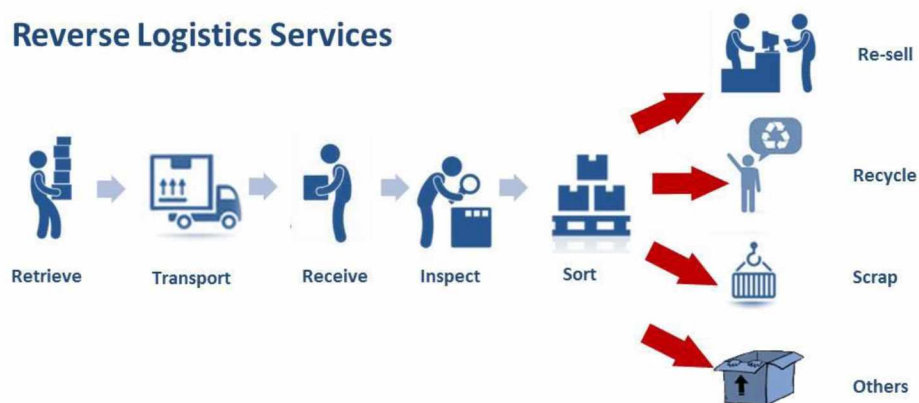 Reverse Logistics Services
Retrieve
Transport
Receive
Inspect
Sort
Re-sell
Recycle
Scrap
Others